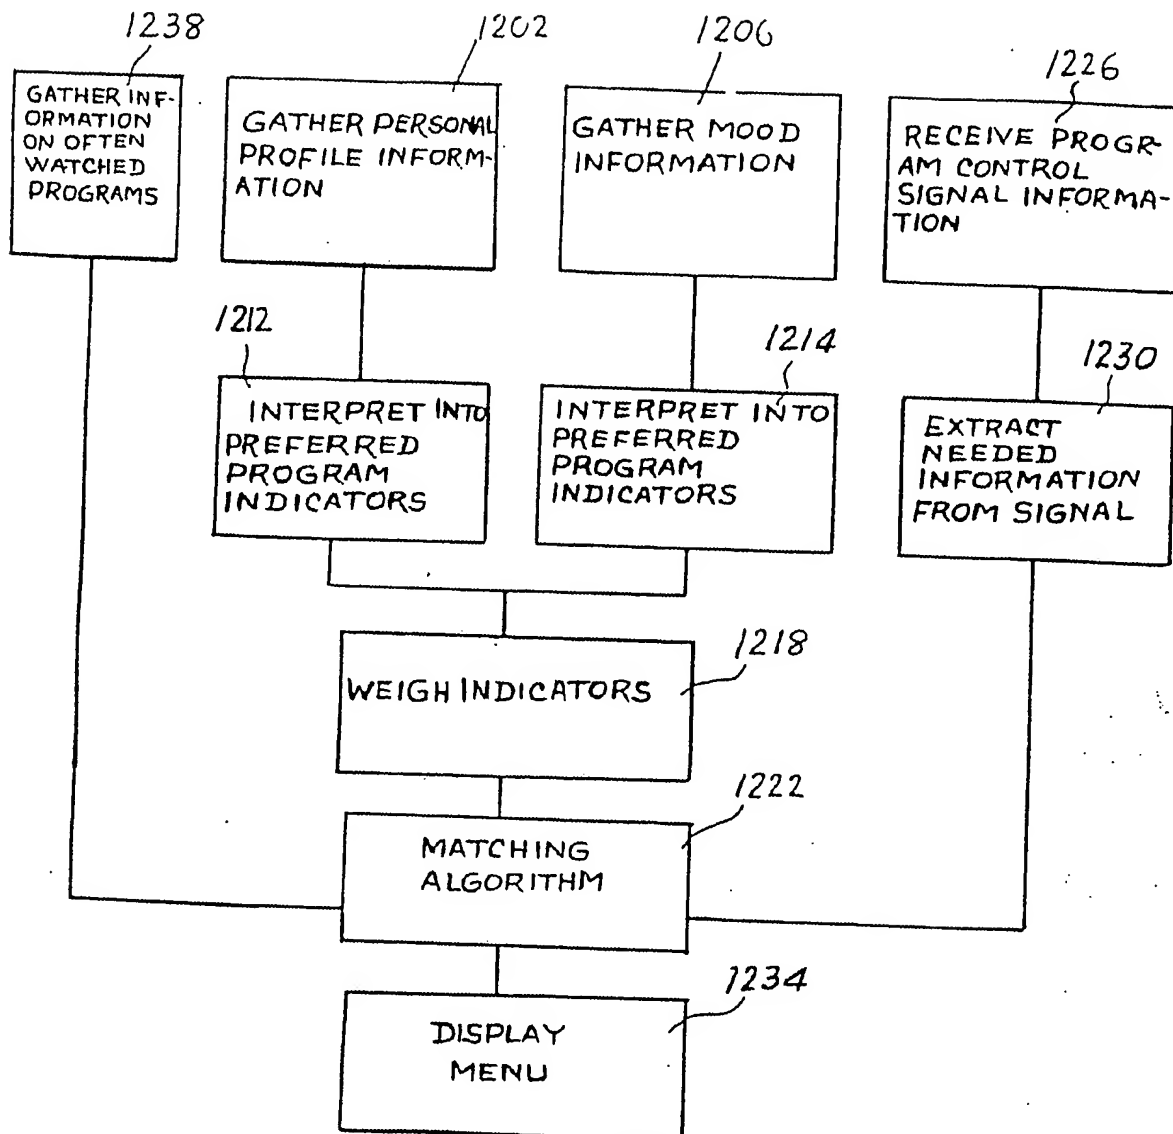 1238
GATHER INF-
ORMATION
ON OFTEN
WATCHED
PROGRAMS
1202
GATHER PERSONAL
PROFILE INFORM-
ATION
1206
GATHER MOOD
INFORMATION
1226
RECEIVE PROGR-
AM CONTROL
SIGNAL INFORMA-
TION
1212
INTERPRET INTO
PREFERRED
PROGRAM
INDICATORS
1214
INTERPRET INTO
PREFERRED
PROGRAM
INDICATORS
1230
EXTRACT
NEEDED
INFORMATION
FROM SIGNAL
1218
WEIGH INDICATORS
1222
MATCHING
ALGORITHM
1234
DISPLAY
MENU